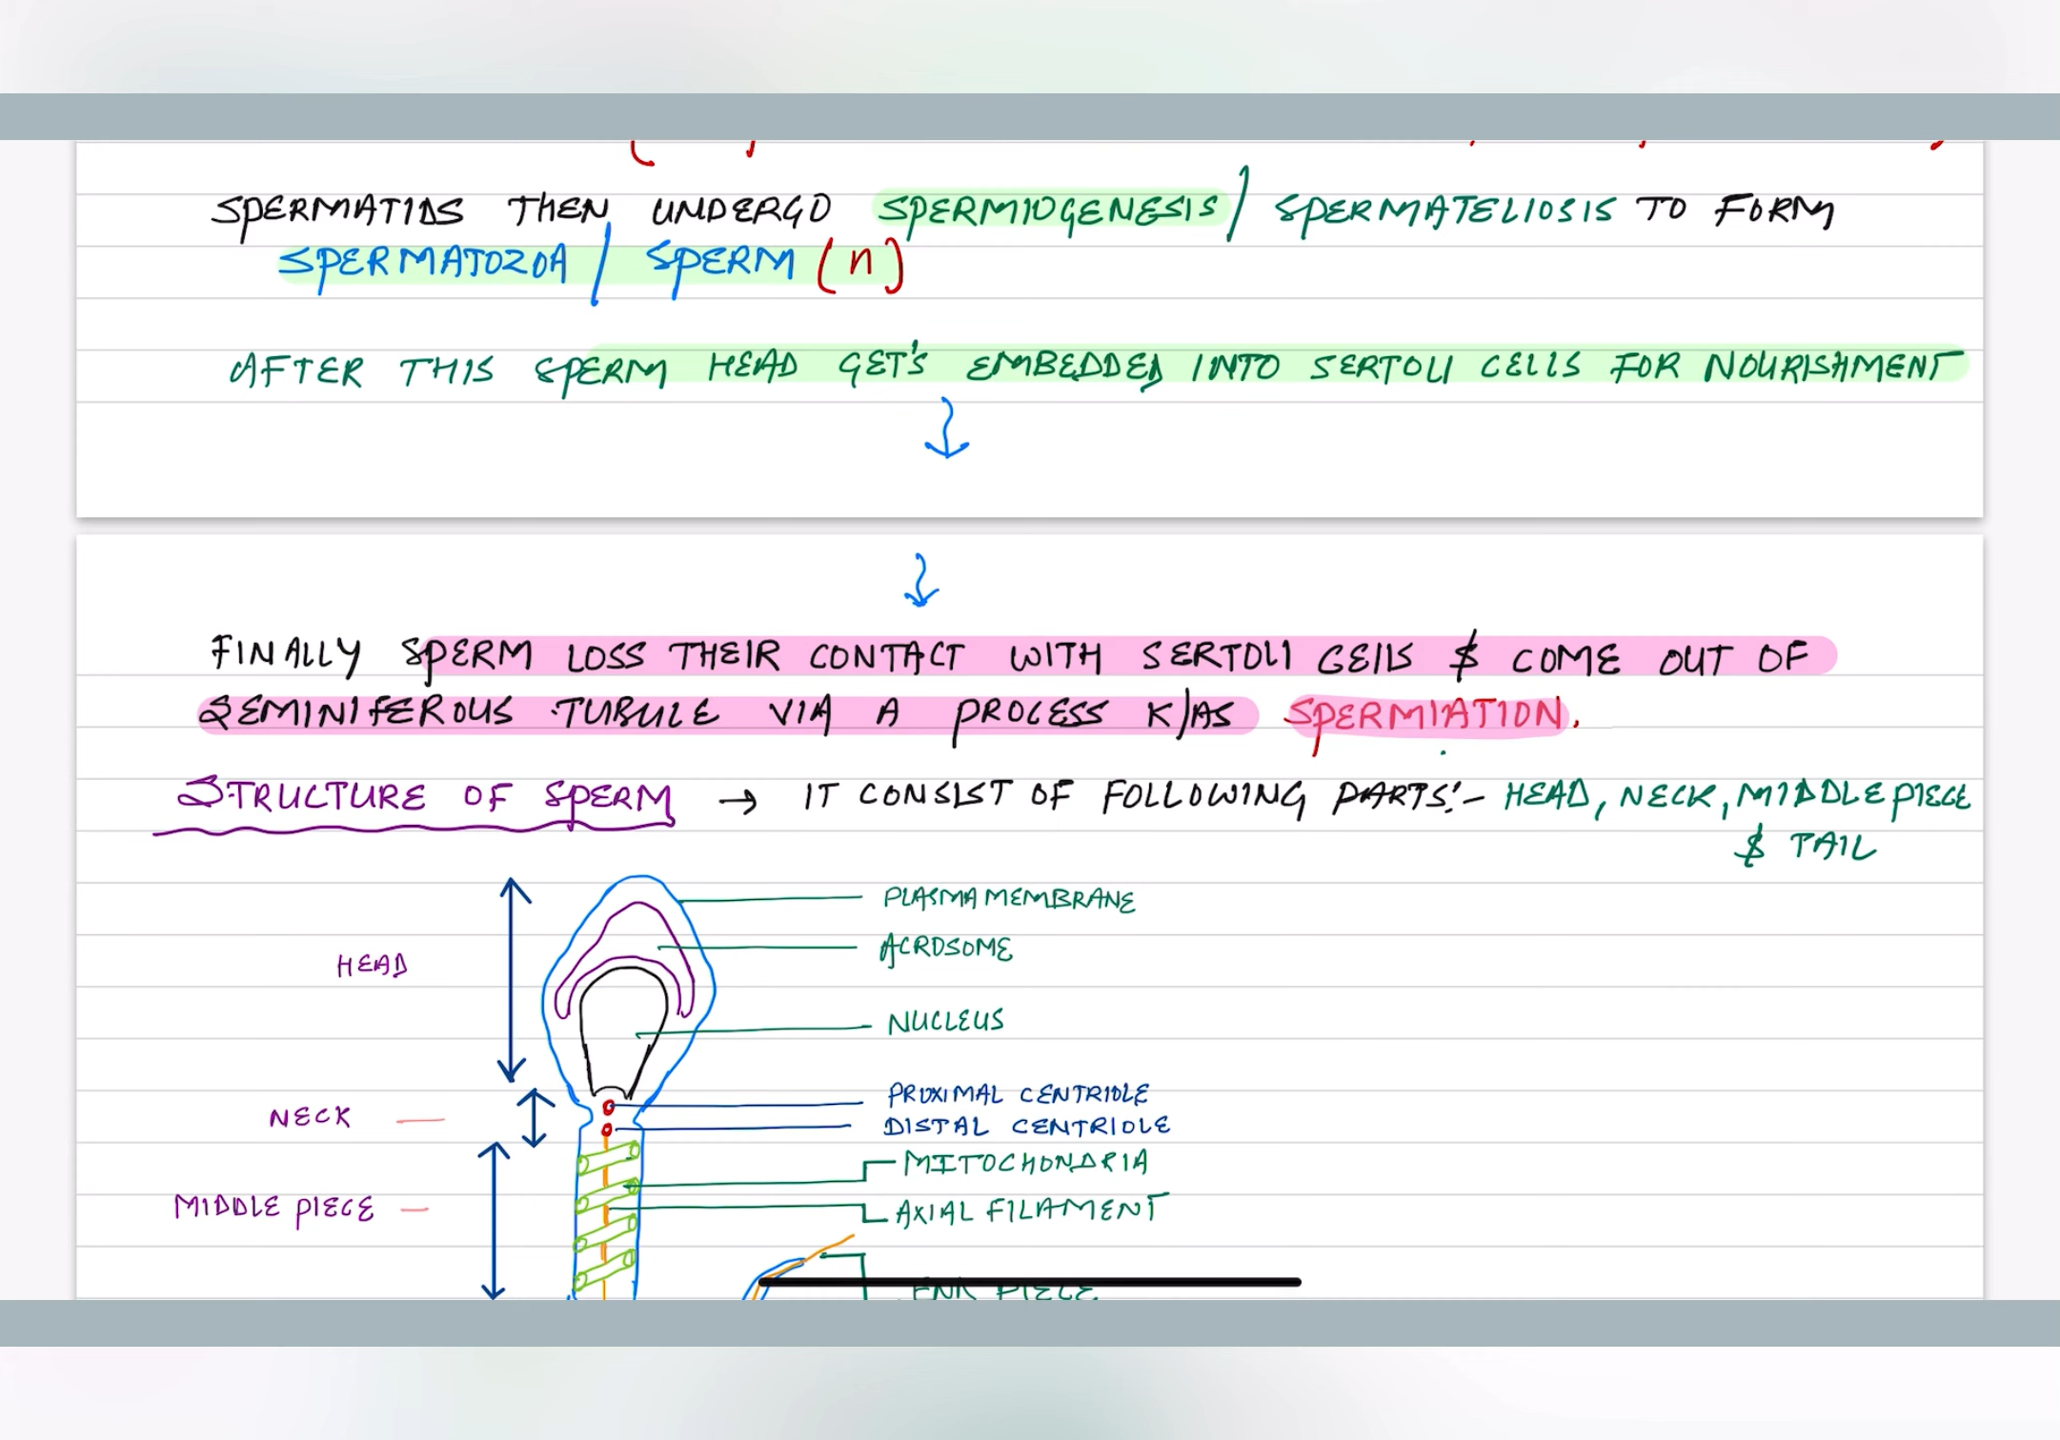 SPERMATIDS THEN UNDERGO SPERMIOGENESIS / SPERMATELIOSIS TO FORM
SPERMATOZOA / SPERM (n)
AFTER THIS SPERM HEAD GET'S EMBEDDED INTO SERTOLI CELLS FOR NOURISHMENT
FINALLY SPERM LOSS THEIR CONTACT WITH SERTOLI CELLS & COME OUT OF
SEMINIFEROUS TUBULE VIA A PROCESS K/AS SPERMIATION.
STRUCTURE OF SPERM → IT CONSIST OF FOLLOWING PARTS:- HEAD, NECK, MIDDLE PIECE
& TAIL
PLASMA MEMBRANE
ACROSOME
HEAD
NUCLEUS
PROXIMAL CENTRIOLE
NECK
DISTAL CENTRIOLE
MITOCHONDRIA
MIDDLE PIECE
AXIAL FILAMENT
END PIECE